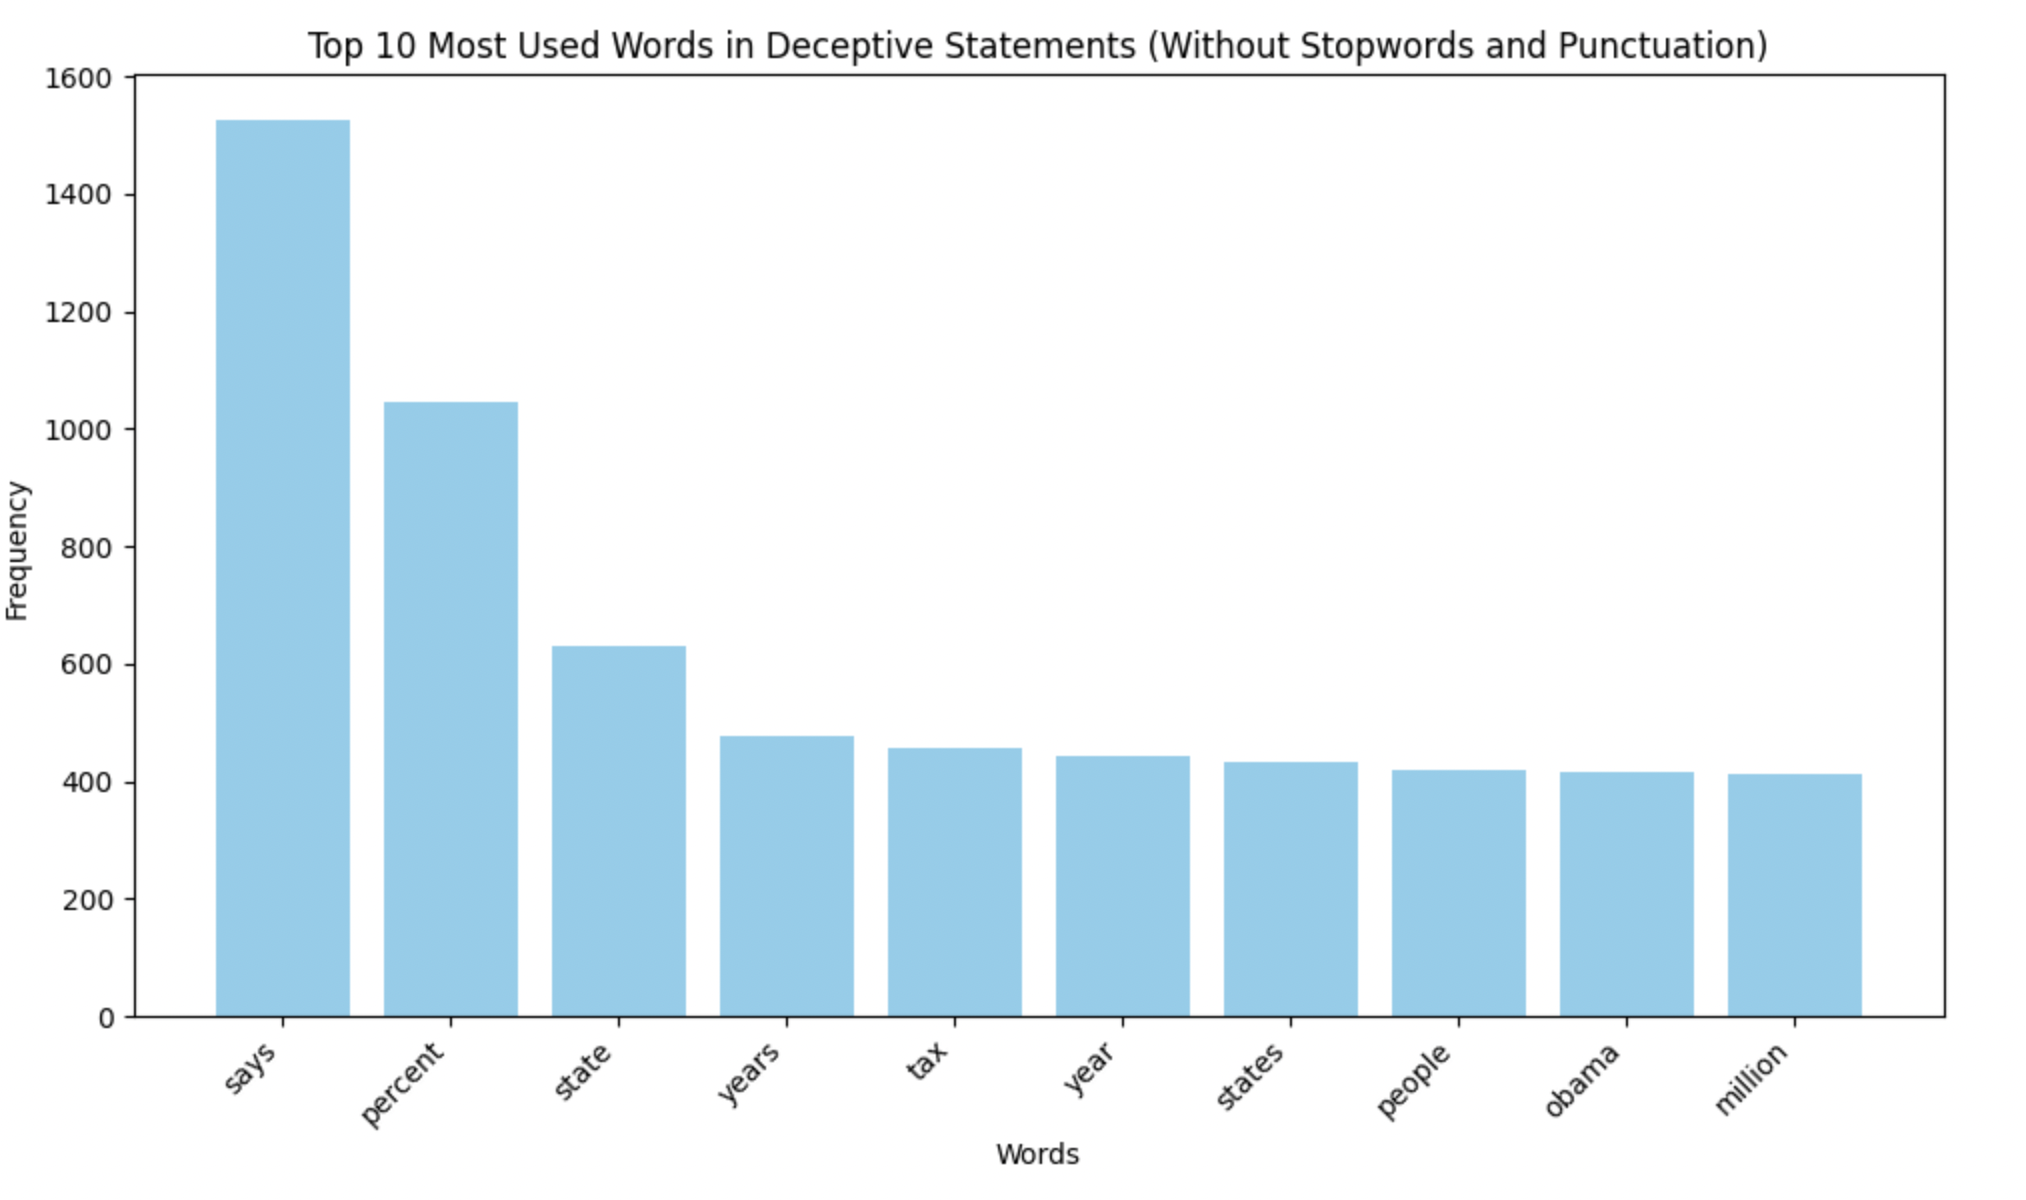 Top 10 Most Used Words in Deceptive Statements (Without Stopwords and Punctuation)
1600
1400
1200
1000
800
600
400
200
0
Frequency
says
percent
state
years
tax
year
states
people
obama
million
Words